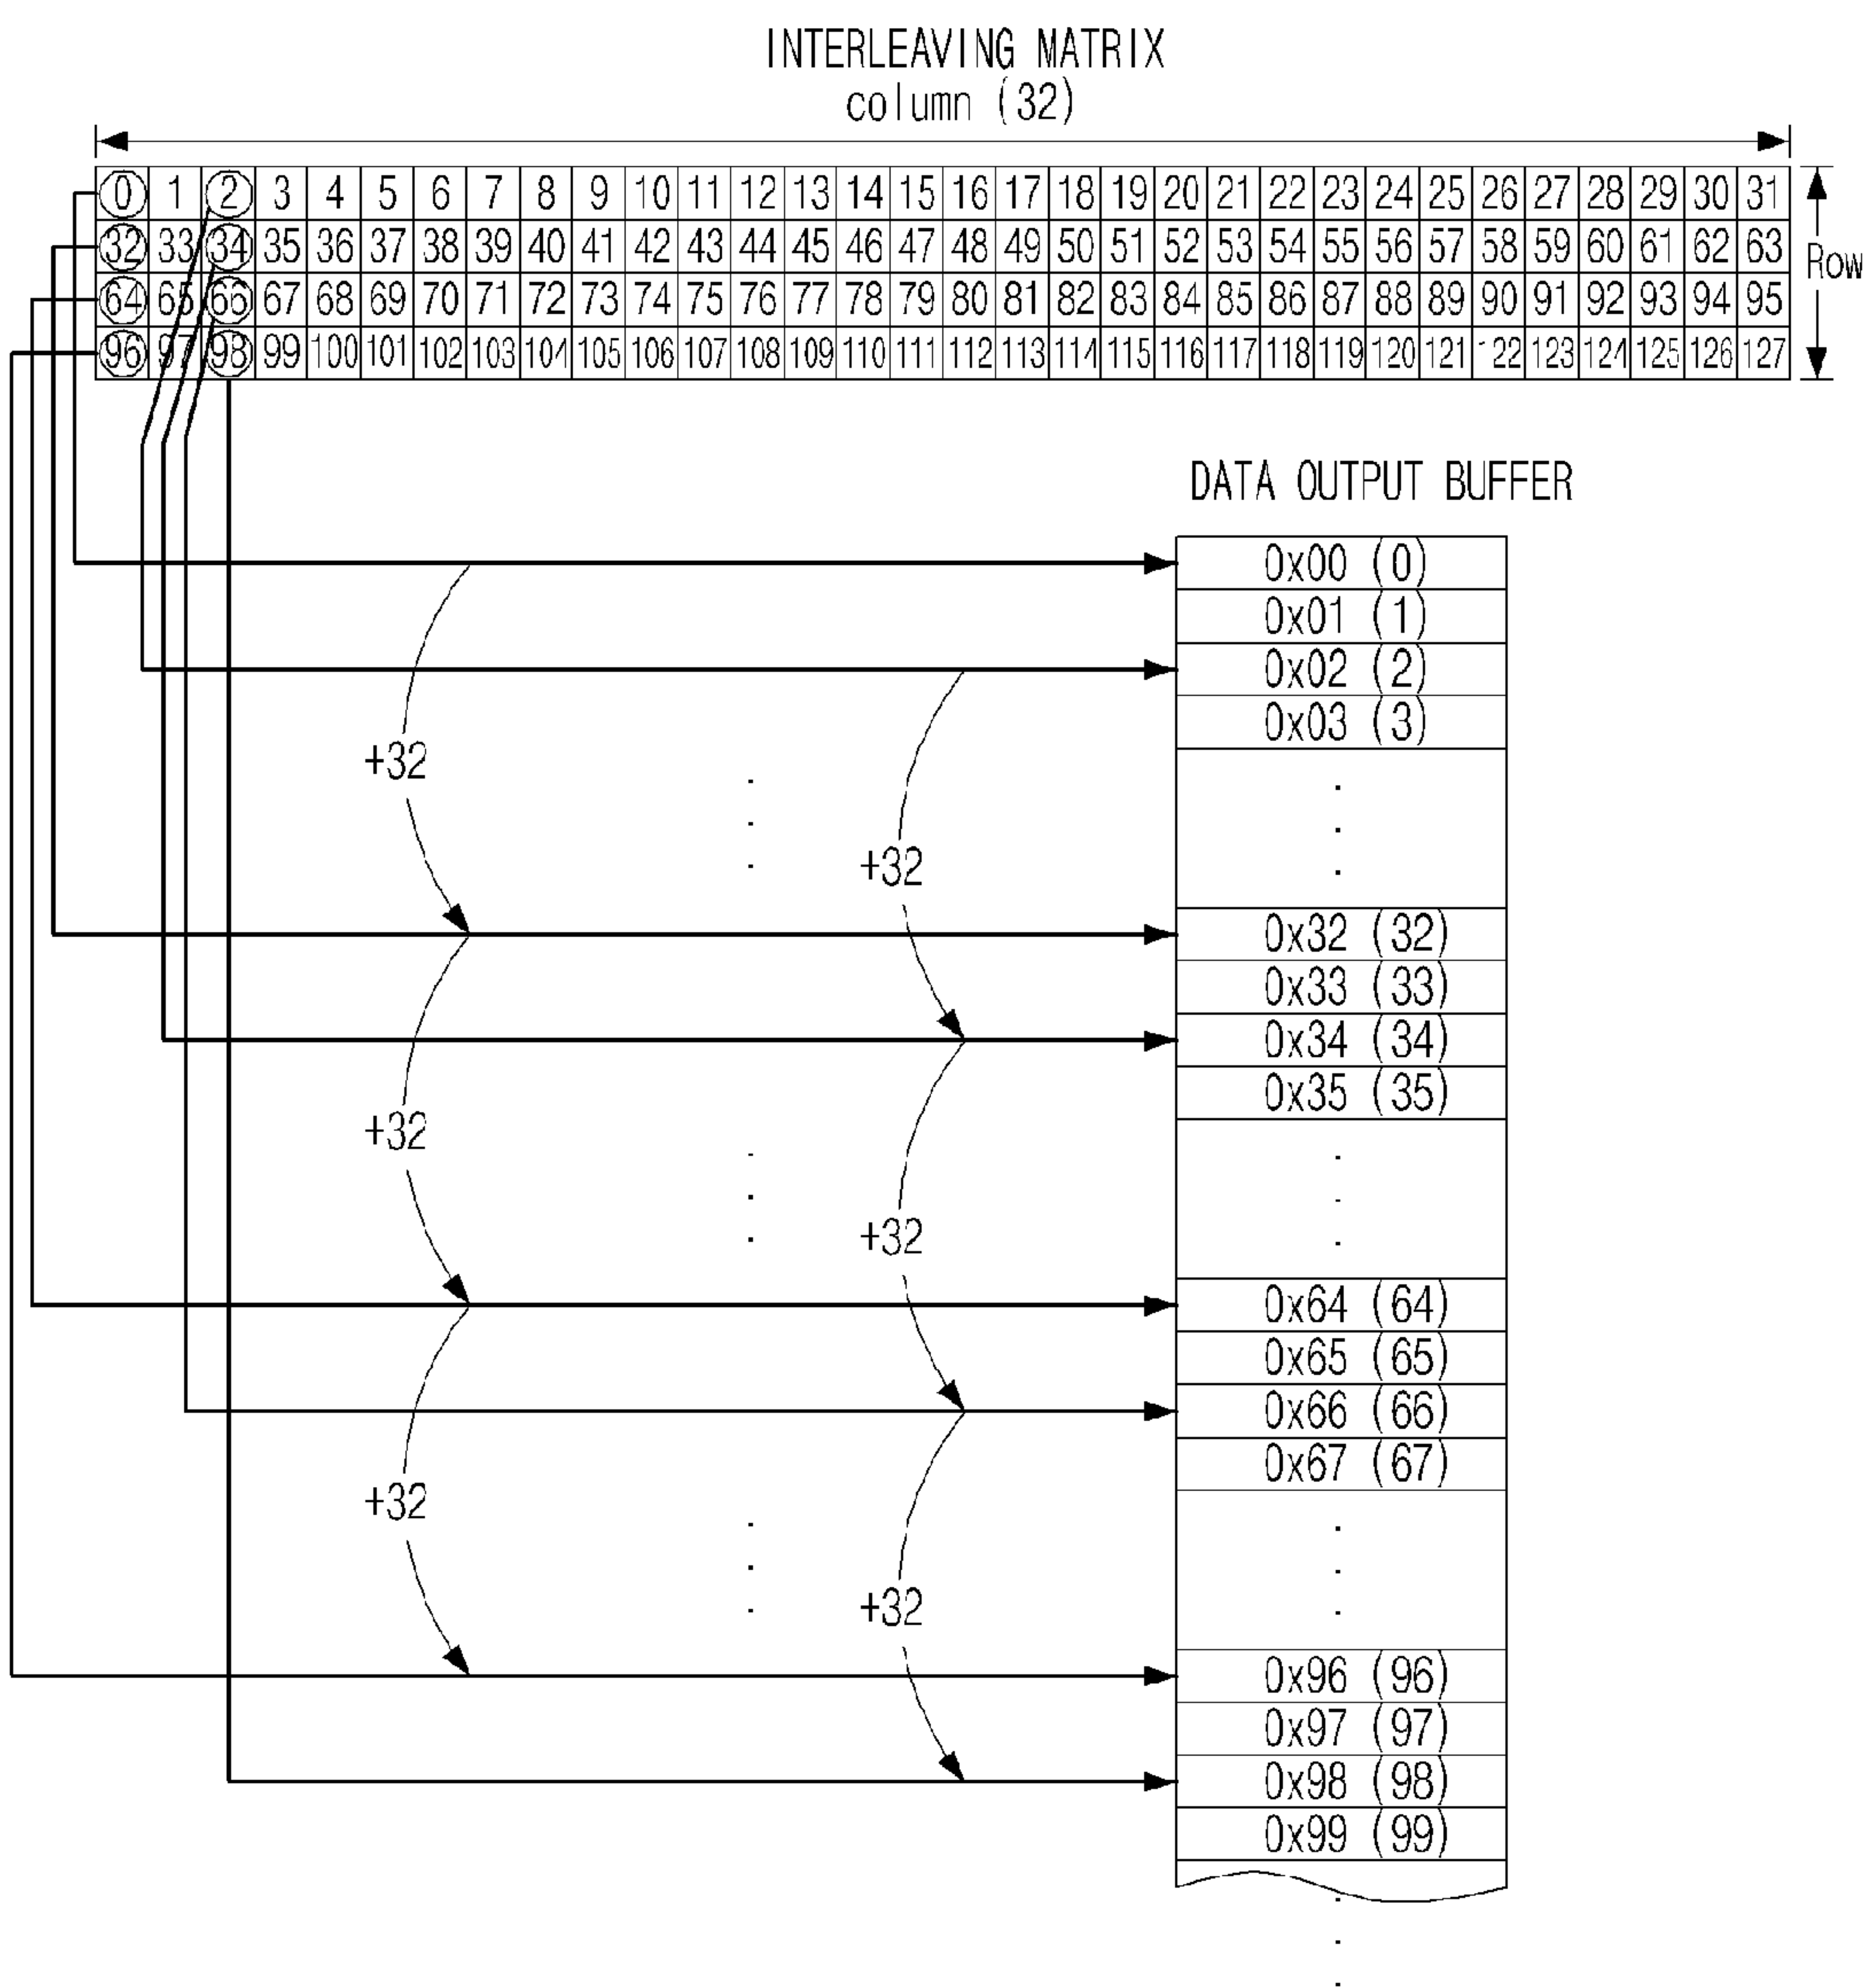 INTERLEAVING MATRIX
column (32)
0 1 2 3 4 5 6 7 8 9 10 11 12 13 14 15 16 17 18 19 20 21 22 23 24 25 26 27 28 29 30 31
32 33 34 35 36 37 38 39 40 41 42 43 44 45 46 47 48 49 50 51 52 53 54 55 56 57 58 59 60 61 62 63
Row
64 65 66 67 68 69 70 71 72 73 74 75 76 77 78 79 80 81 82 83 84 85 86 87 88 89 90 91 92 93 94 95
96 97 98 99 100 101 102 103 104 105 106 107 108 109 110 111 112 113 114 115 116 117 118 119 120 121 122 123 124 125 126 127
DATA OUTPUT BUFFER
0x00 (0)
0x01 (1)
0x02 (2)
0x03 (3)
+32
+32
0x32 (32)
0x33 (33)
0x34 (34)
0x35 (35)
+32
+32
0x64 (64)
0x65 (65)
0x66 (66)
0x67 (67)
+32
+32
0x96 (96)
0x97 (97)
0x98 (98)
0x99 (99)